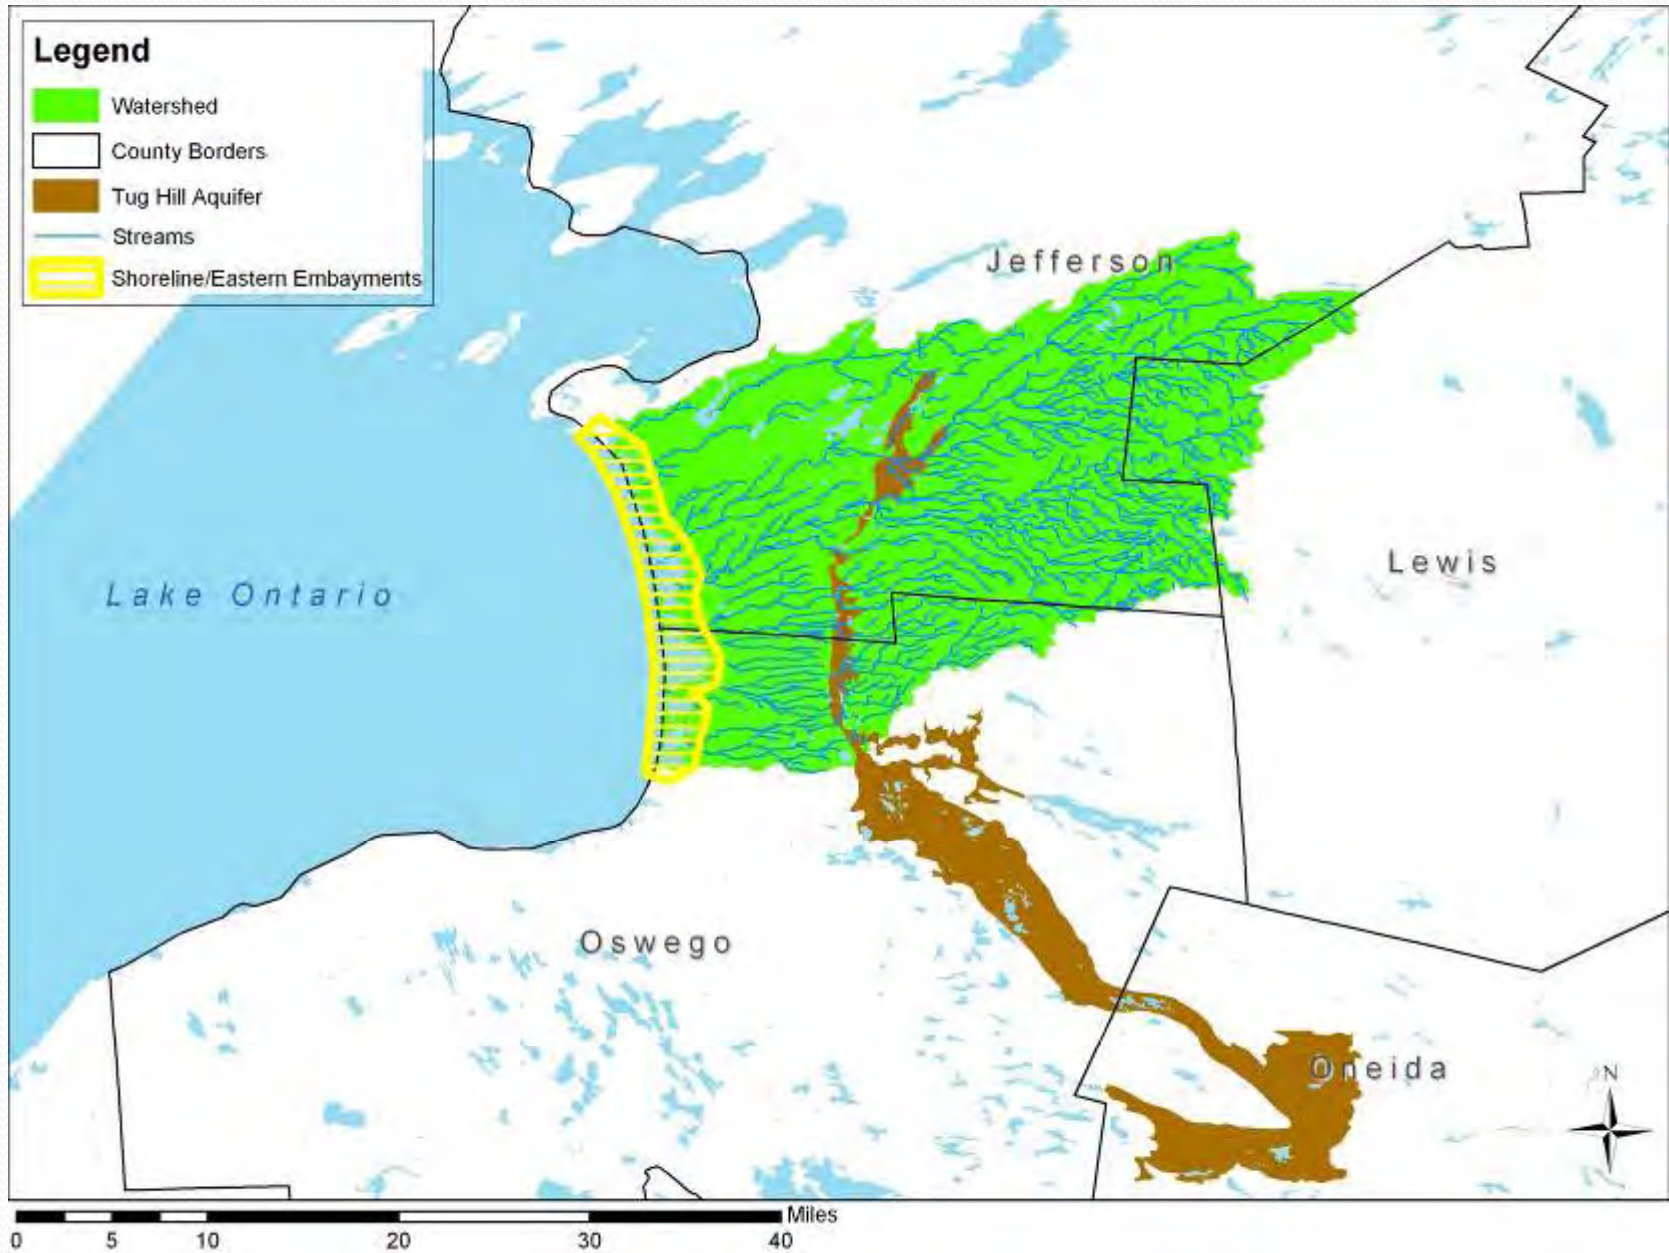 Legend
Watershed
County Borders
Tug Hill Aquifer
Streams
Shoreline/Eastern Embayments
Jefferson
Lewis
Lake Ontario
Oswego
Oneida
N
Miles
0 5 10 20 30 40